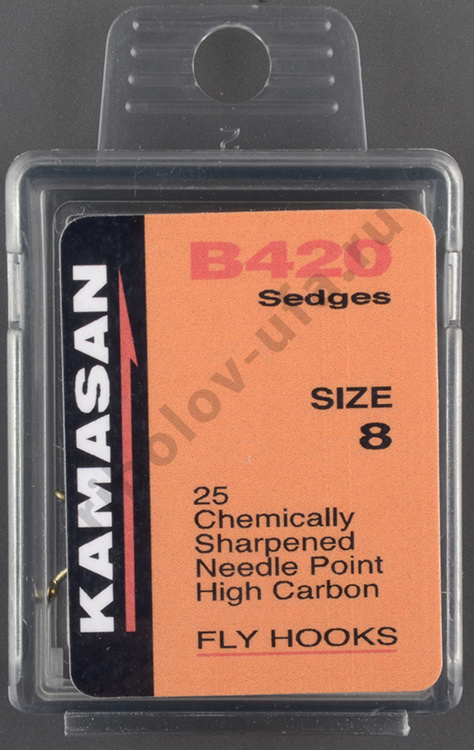 B420
Sedges
SIZE
8
25
Chemically
Sharpened
Needle Point
High Carbon
FLY HOOKS
KAMASAN